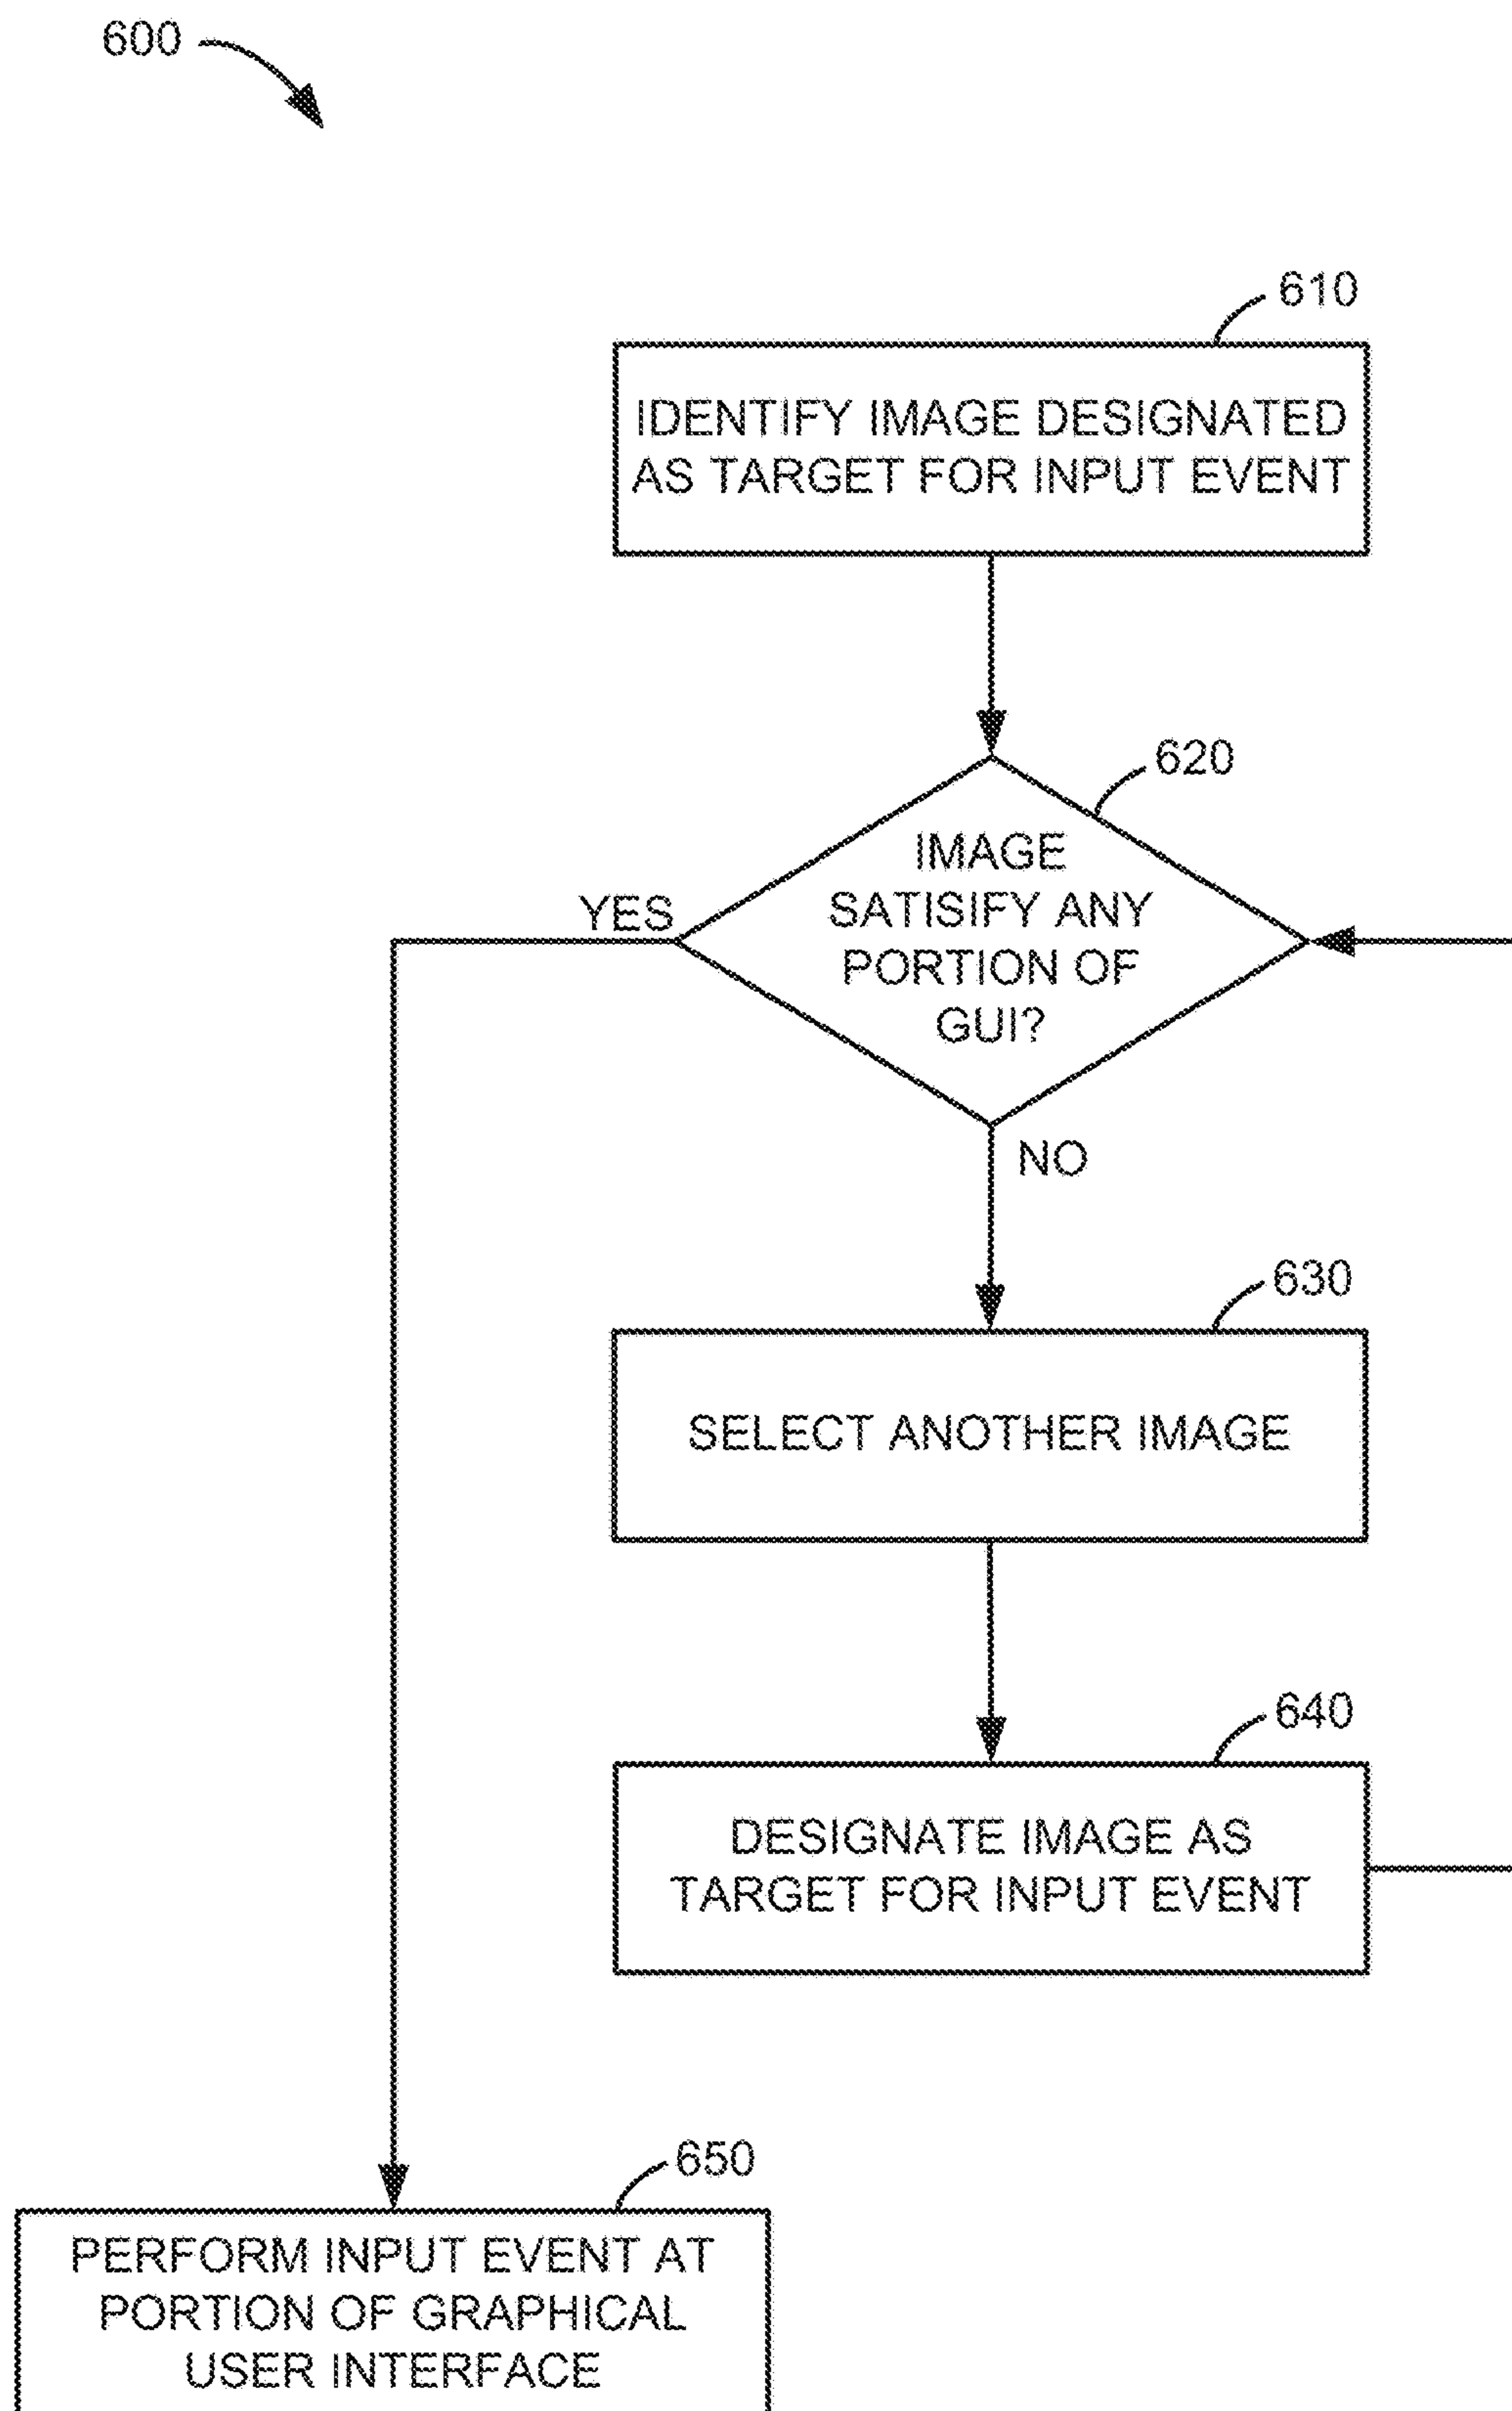 600
610
IDENTIFY IMAGE DESIGNATED
AS TARGET FOR INPUT EVENT
620
IMAGE
SATISIFY ANY
PORTION OF
GUI?
YES
NO
630
SELECT ANOTHER IMAGE
640
DESIGNATE IMAGE AS
TARGET FOR INPUT EVENT
650
PERFORM INPUT EVENT AT
PORTION OF GRAPHICAL
USER INTERFACE